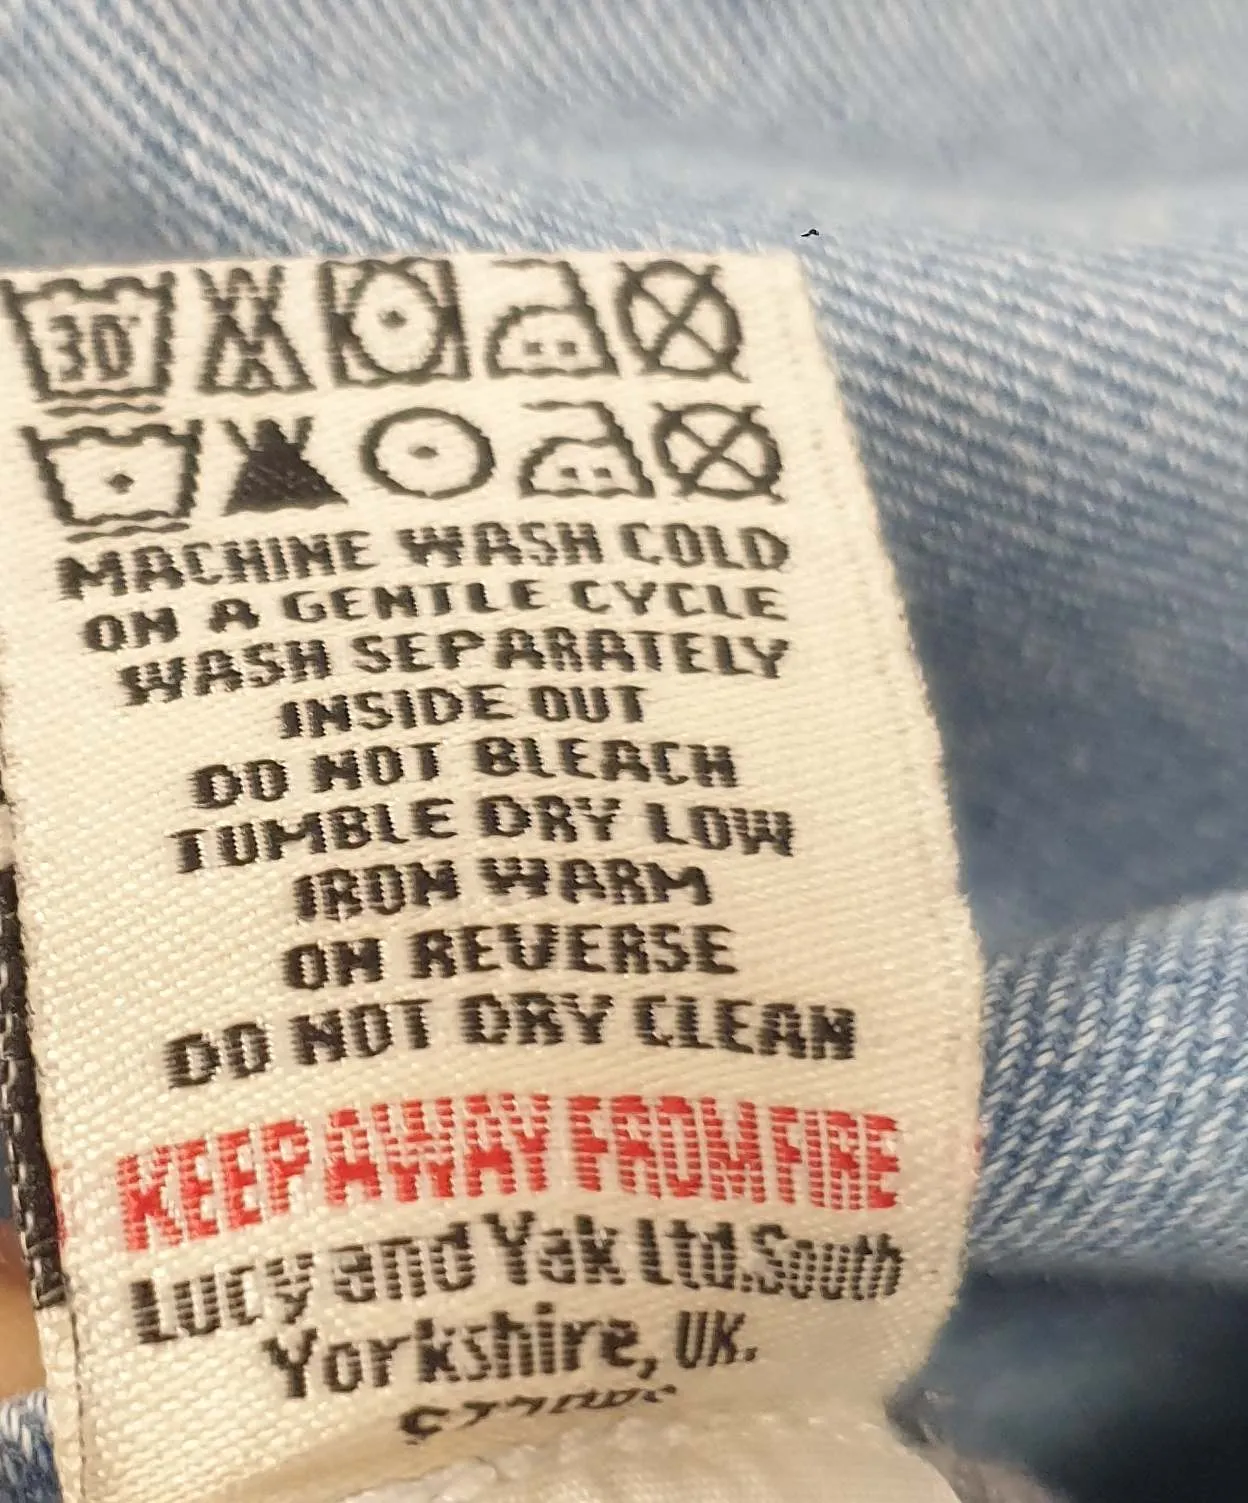 30°
MACHINE WASH COLD
ON A GENTLE CYCLE
WASH SEPARATELY
INSIDE OUT
DO NOT BLEACH
TUMBLE DRY LOW
IRON WARM
ON REVERSE
DO NOT DRY CLEAN
KEEP AWAY FROM FIRE
Lucy and Yak Ltd.South
Yorkshire, UK.